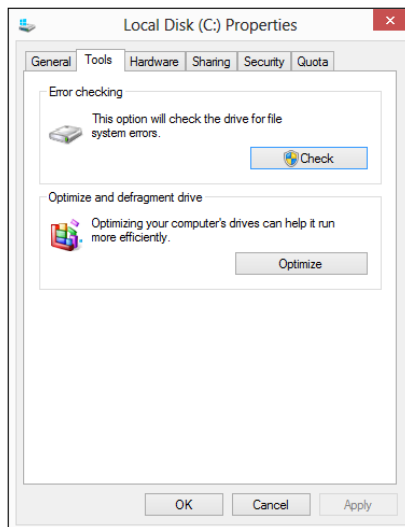 Local Disk (C:) Properties
General Tools Hardware Sharing Security Quota
Error checking
This option will check the drive for file
system errors.
Check
Optimize and defragment drive
Optimizing your computer's drives can help it run
more efficiently.
Optimize
OK Cancel Apply